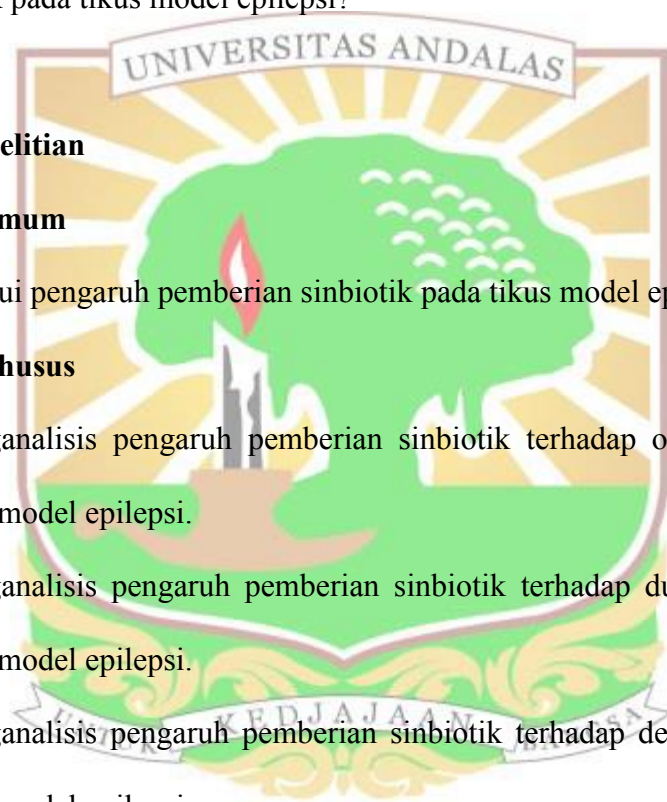 pada tikus model epilepsi?
UNIVERSITAS ANDALAS
elitian
mum
ui pengaruh pemberian sinbiotik pada tikus model ep
husus
ganalisis pengaruh pemberian sinbiotik terhadap o
model epilepsi.
ganalisis pengaruh pemberian sinbiotik terhadap du
model epilepsi.
UNTUK KEDJAJAAN BANGSA
ganalisis pengaruh pemberian sinbiotik terhadap de